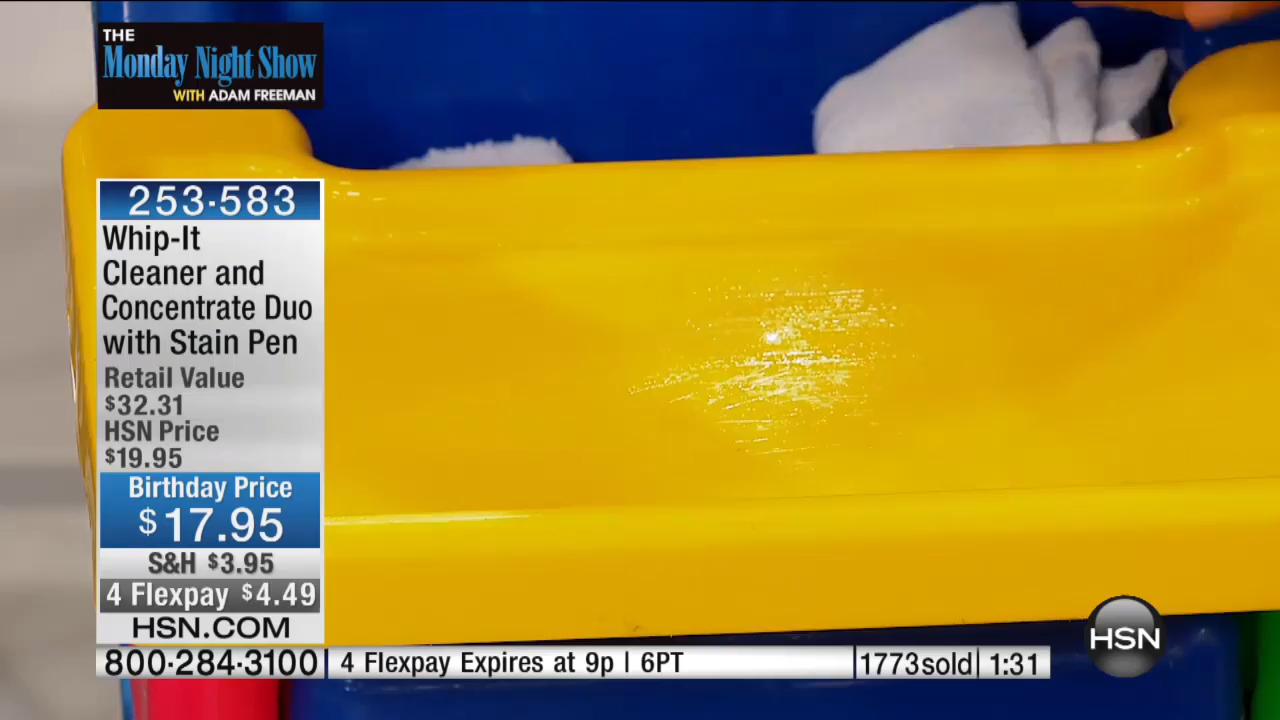 THE
Monday Night Show
WITH ADAM FREEMAN
253-583
Whip-It
Cleaner and
Concentrate Duo
with Stain Pen
Retail Value
$32.31
HSN Price
$19.95
Birthday Price
$17.95
S&H $3.95
4 Flexpay $4.49
HSN.COM
800-284-3100 4 Flexpay Expires at 9p | 6PT 1773sold 1:31
HSN